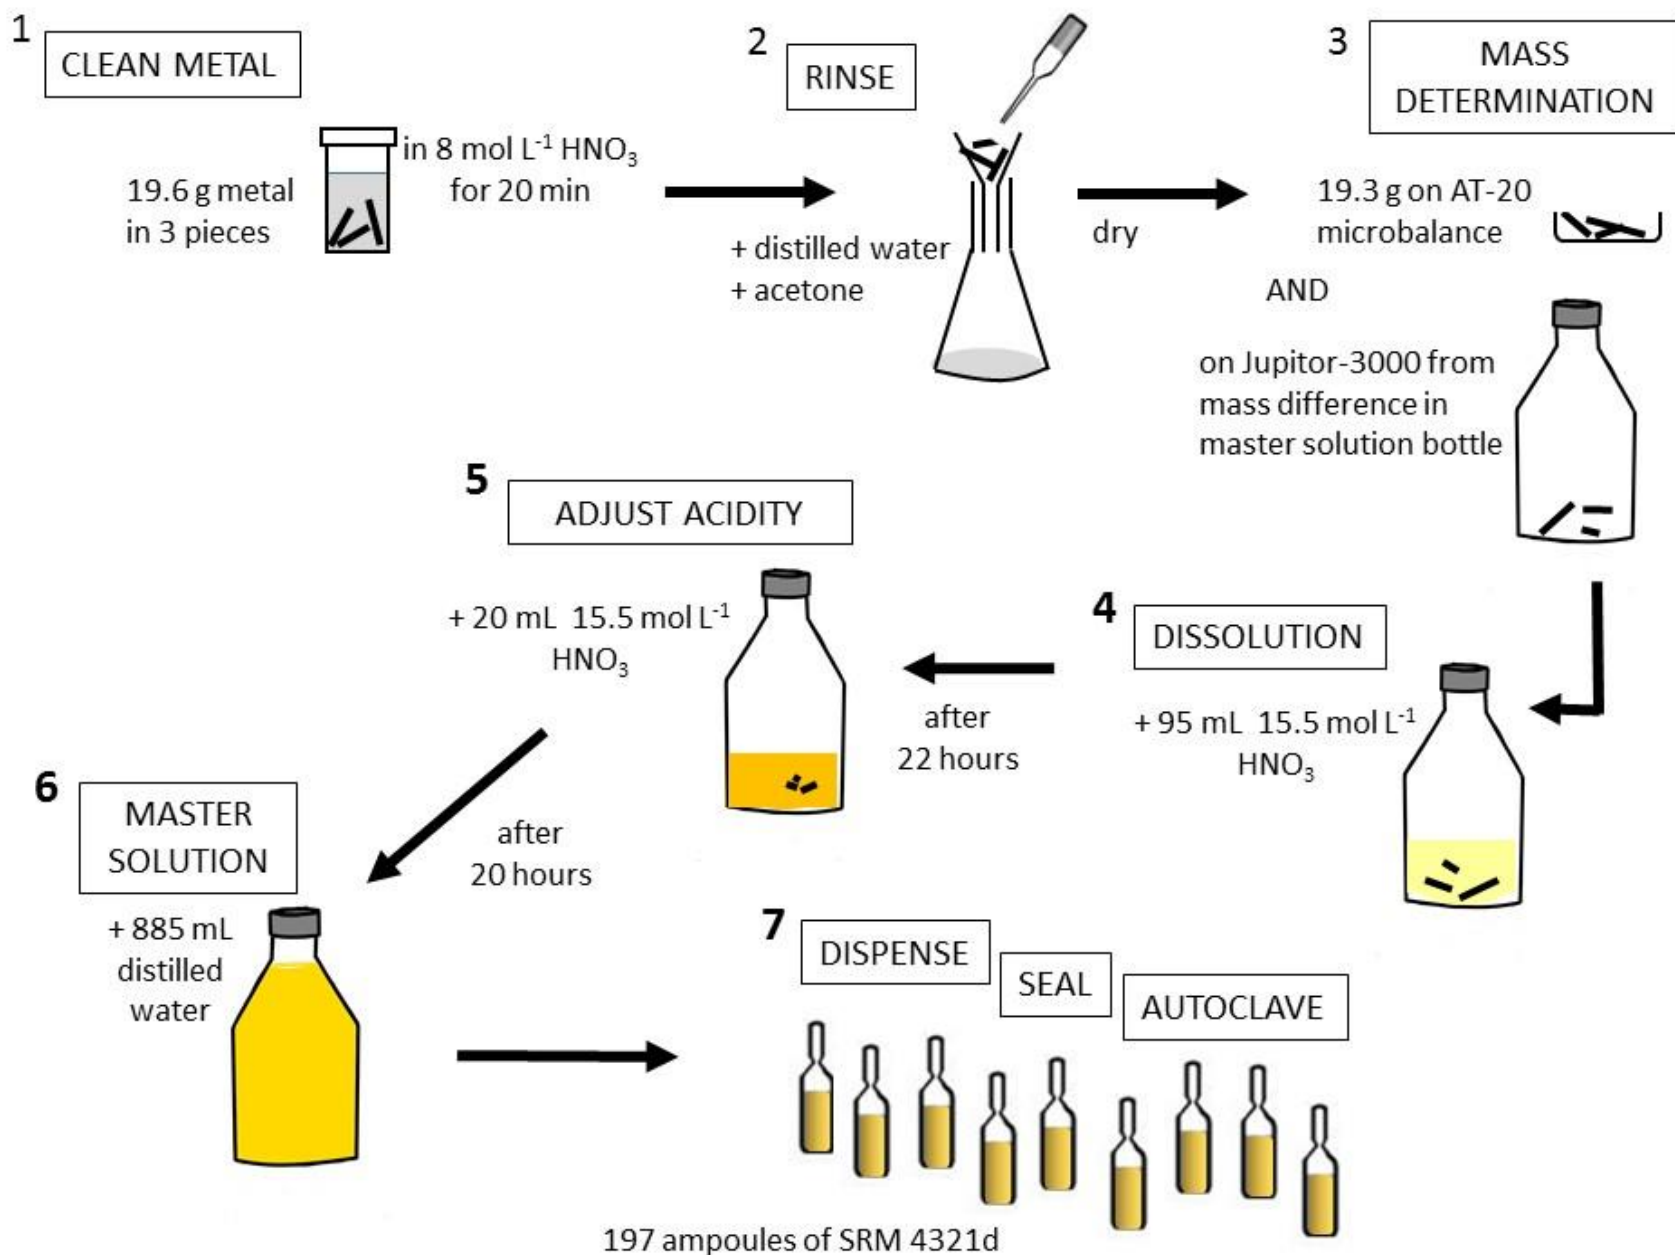 1
CLEAN METAL
19.6 g metal
in 3 pieces
in 8 mol L⁻¹ HNO₃
for 20 min
2
RINSE
+ distilled water
+ acetone
dry
3
MASS
DETERMINATION
19.3 g on AT-20
microbalance
AND
on Jupitor-3000 from
mass difference in
master solution bottle
4
DISSOLUTION
+ 95 mL 15.5 mol L⁻¹
HNO₃
after
22 hours
5
ADJUST ACIDITY
+ 20 mL 15.5 mol L⁻¹
HNO₃
after
20 hours
6
MASTER
SOLUTION
+ 885 mL
distilled
water
7
DISPENSE
SEAL
AUTOCLAVE
197 ampoules of SRM 4321d